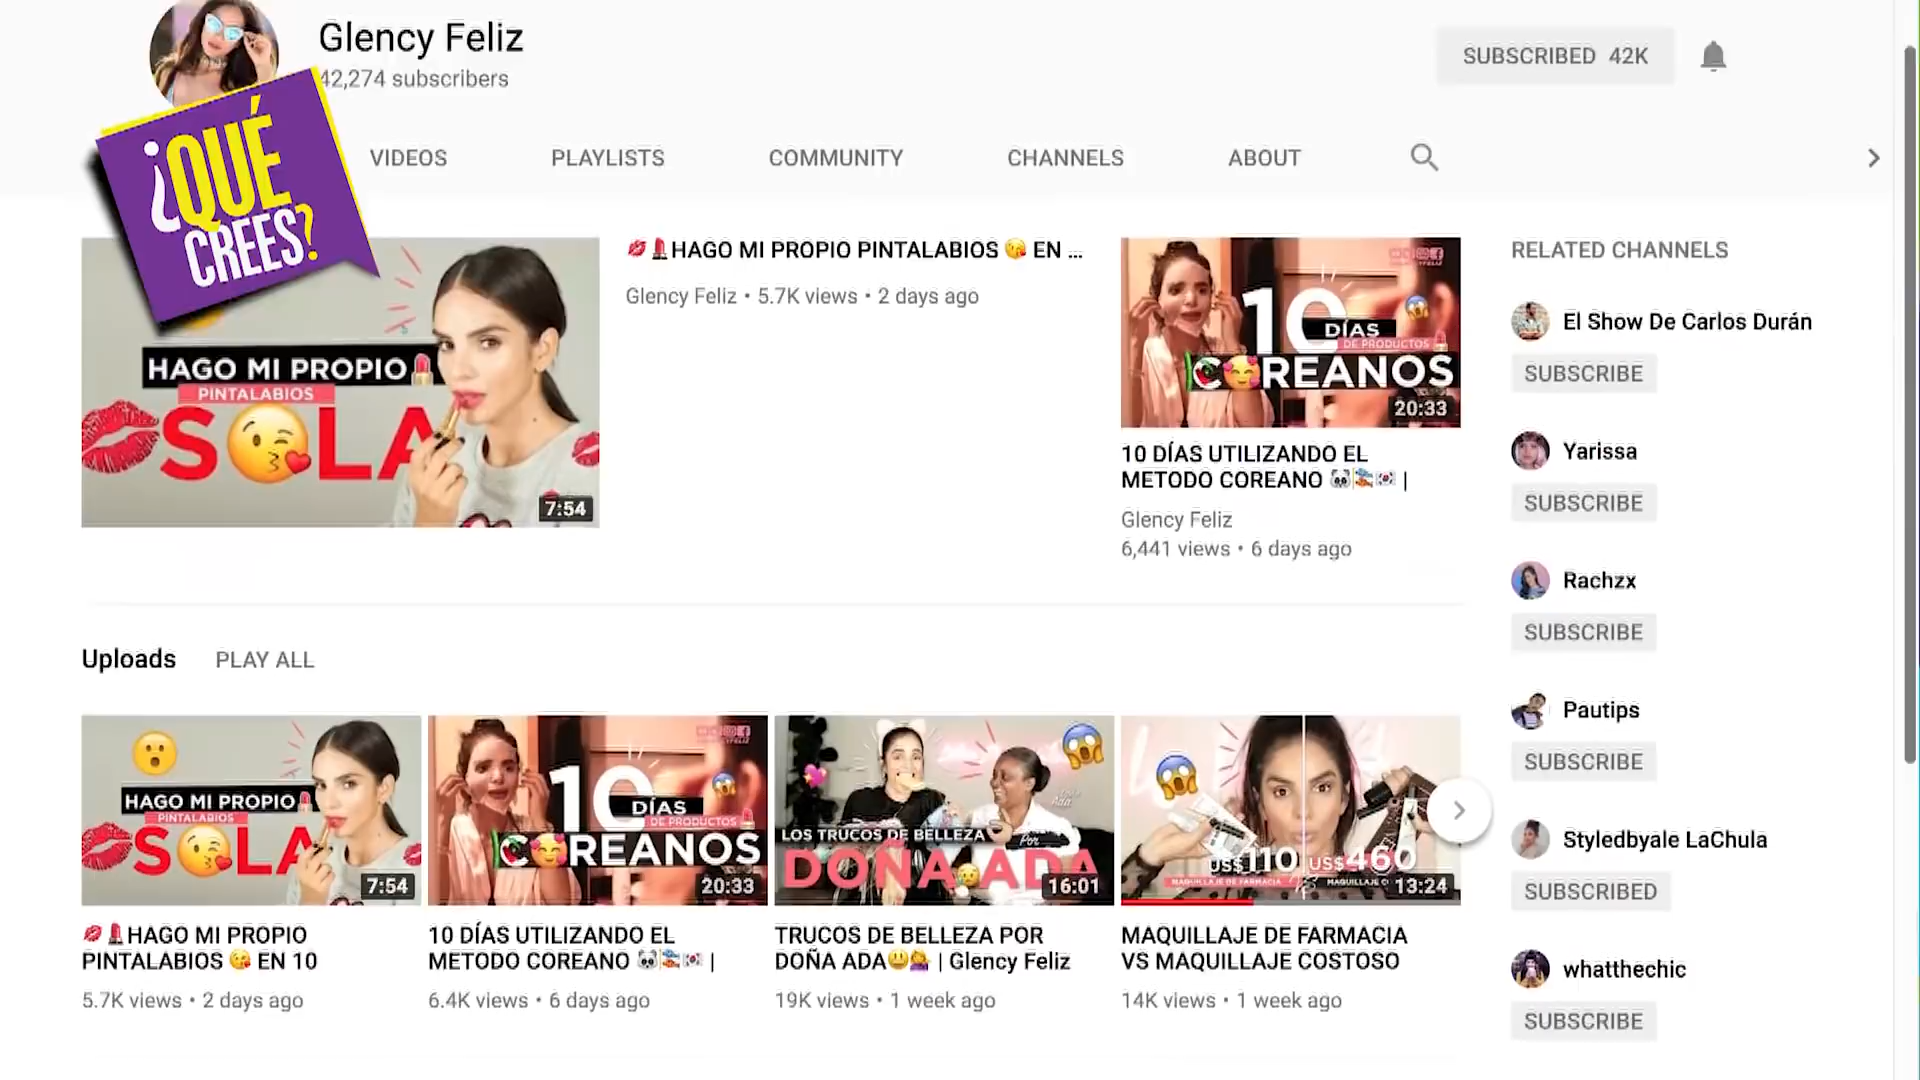 Glency Feliz
42,274 subscribers
SUBSCRIBED 42K
¿QUÉ
CREES?
VIDEOS
PLAYLISTS
COMMUNITY
CHANNELS
ABOUT
HAGO MI PROPIO
PINTALABIOS
SOLA
7:54
💋💄HAGO MI PROPIO PINTALABIOS 😘 EN ...
Glency Feliz • 5.7K views • 2 days ago
10
DÍAS
DE PRODUCTOS
COREANOS
20:33
10 DÍAS UTILIZANDO EL
METODO COREANO 🐼🎏🇰🇷 |
Glency Feliz
6,441 views • 6 days ago
RELATED CHANNELS
El Show De Carlos Durán
SUBSCRIBE
Yarissa
SUBSCRIBE
Rachzx
SUBSCRIBE
Pautips
SUBSCRIBE
Styledbyale LaChula
SUBSCRIBED
whatthechic
SUBSCRIBE
Uploads
PLAY ALL
HAGO MI PROPIO
PINTALABIOS
SOLA
7:54
💋💄HAGO MI PROPIO
PINTALABIOS 😘 EN 10
5.7K views • 2 days ago
10
DÍAS
DE PRODUCTOS
COREANOS
20:33
10 DÍAS UTILIZANDO EL
METODO COREANO 🐼🎏🇰🇷 |
6.4K views • 6 days ago
LOS TRUCOS DE BELLEZA
Por
DOÑA ADA
16:01
TRUCOS DE BELLEZA POR
DOÑA ADA😃💇 | Glency Feliz
19K views • 1 week ago
US$110
MAQUILLAJE DE FARMACIA
US$460
13:24
MAQUILLAJE DE FARMACIA
VS MAQUILLAJE COSTOSO
14K views • 1 week ago